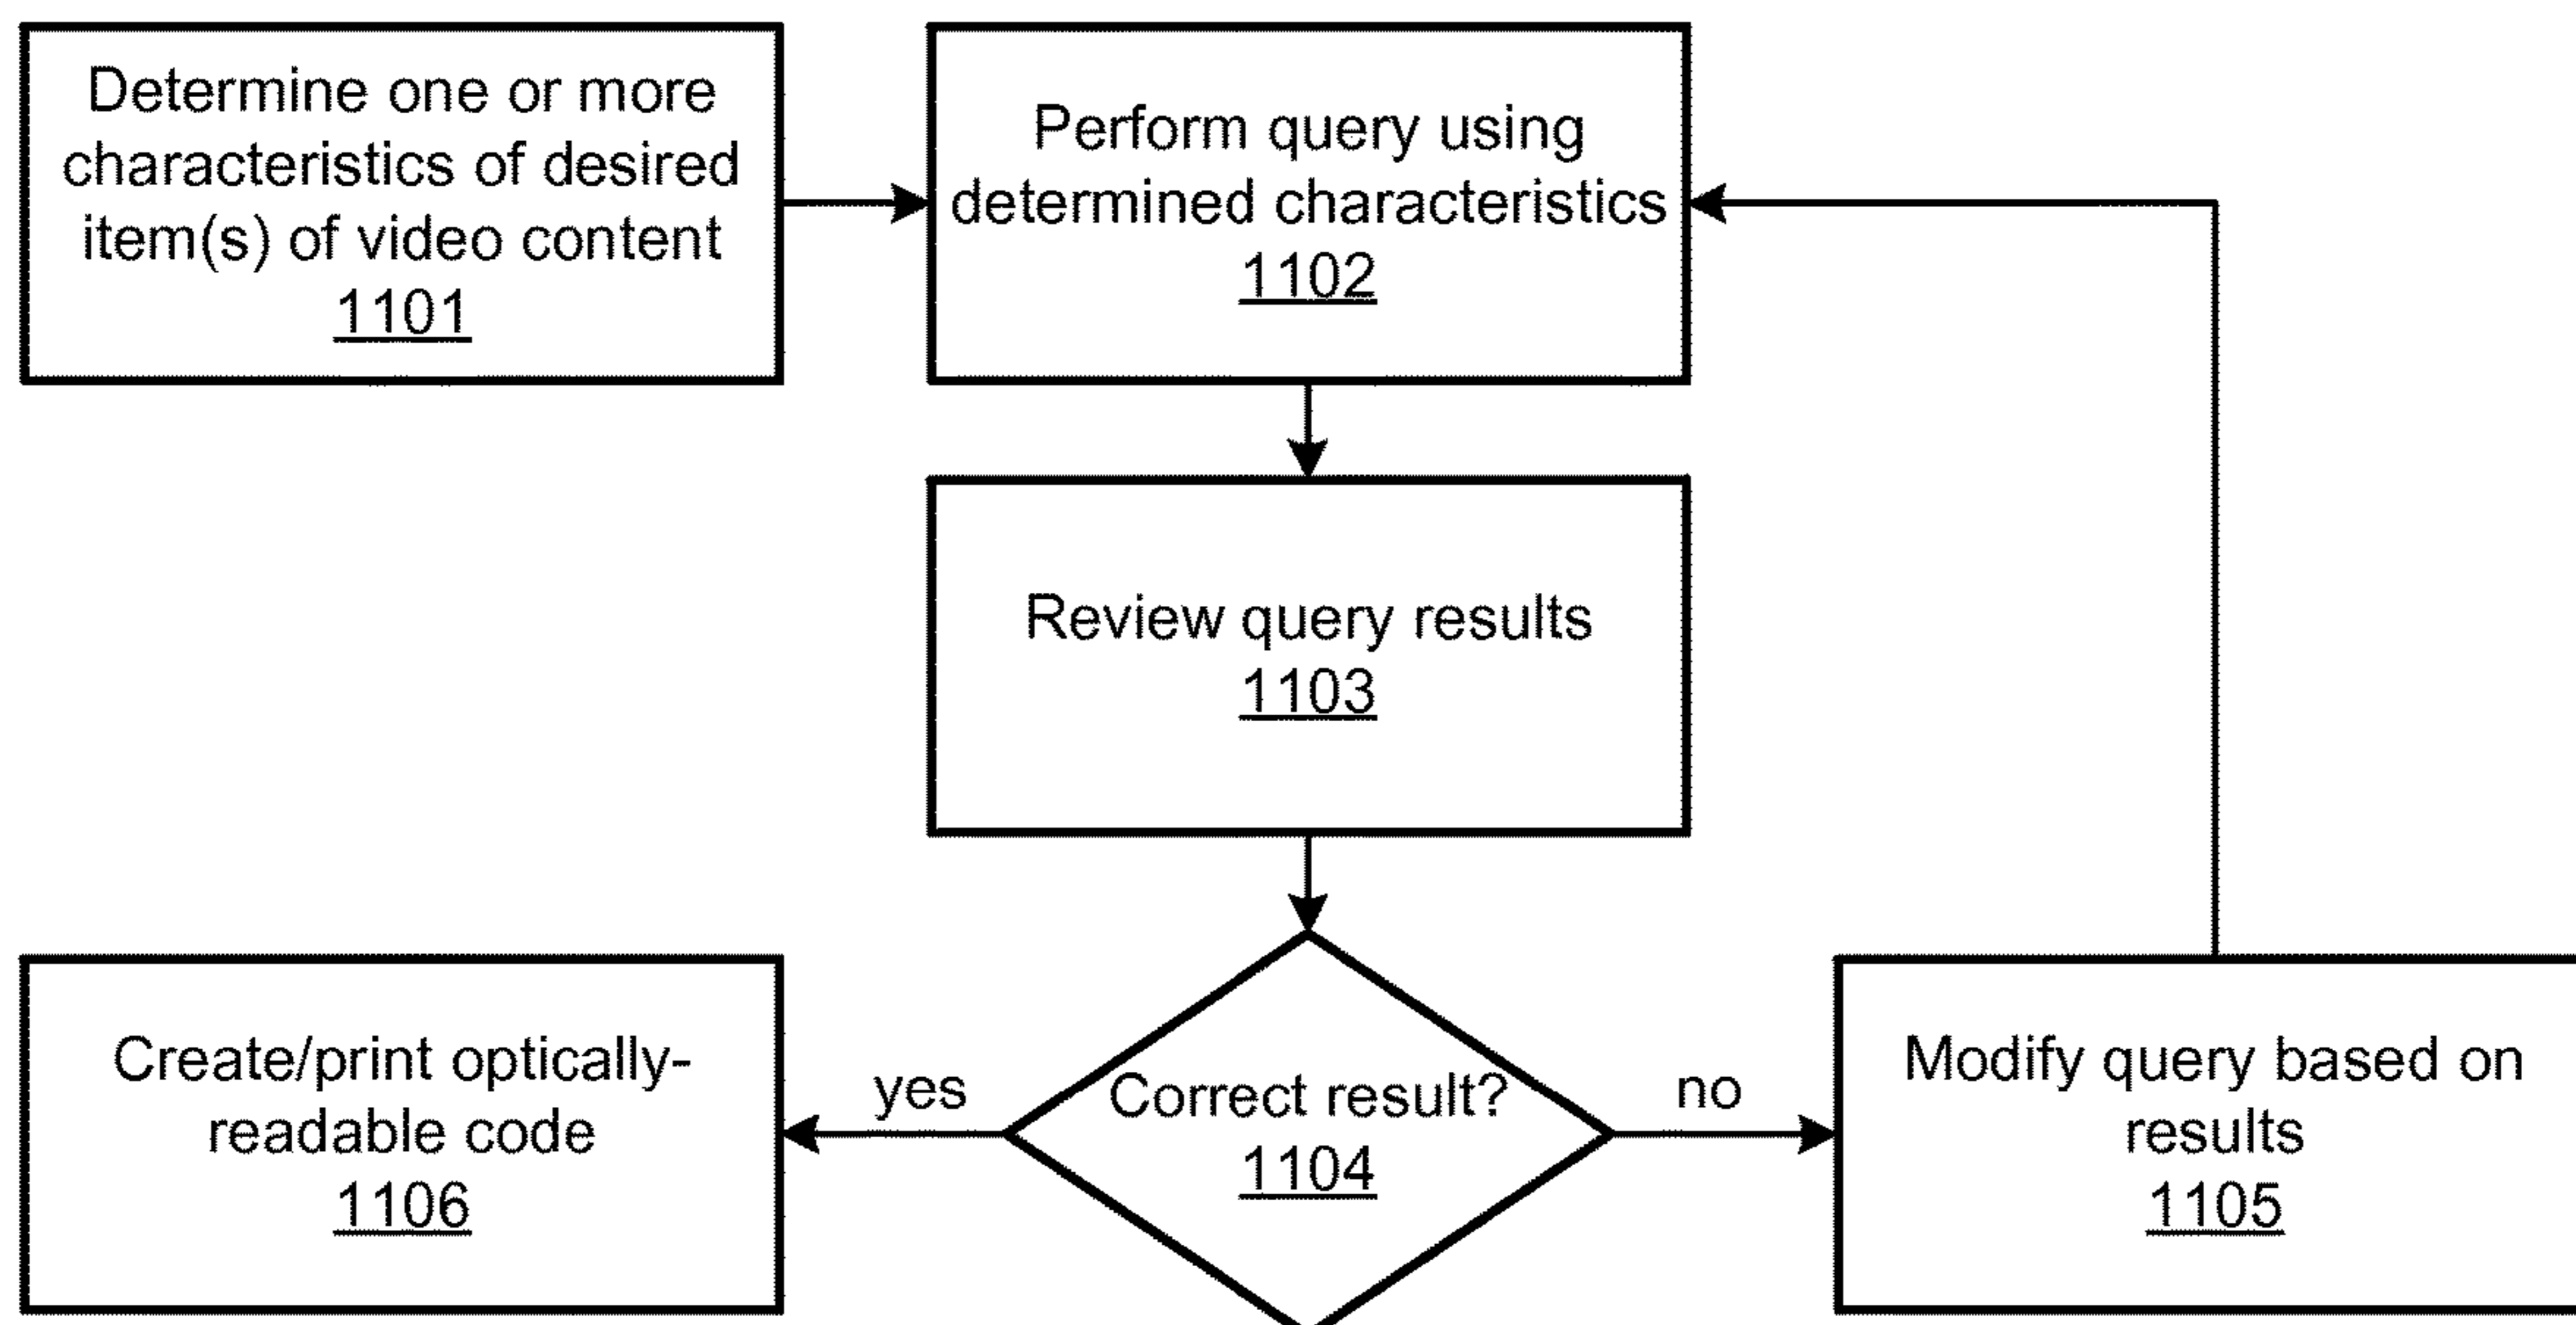 Determine one or more
characteristics of desired
item(s) of video content
1101
Perform query using
determined characteristics
1102
Review query results
1103
Correct result?
1104
yes
no
Create/print optically-
readable code
1106
Modify query based on
results
1105